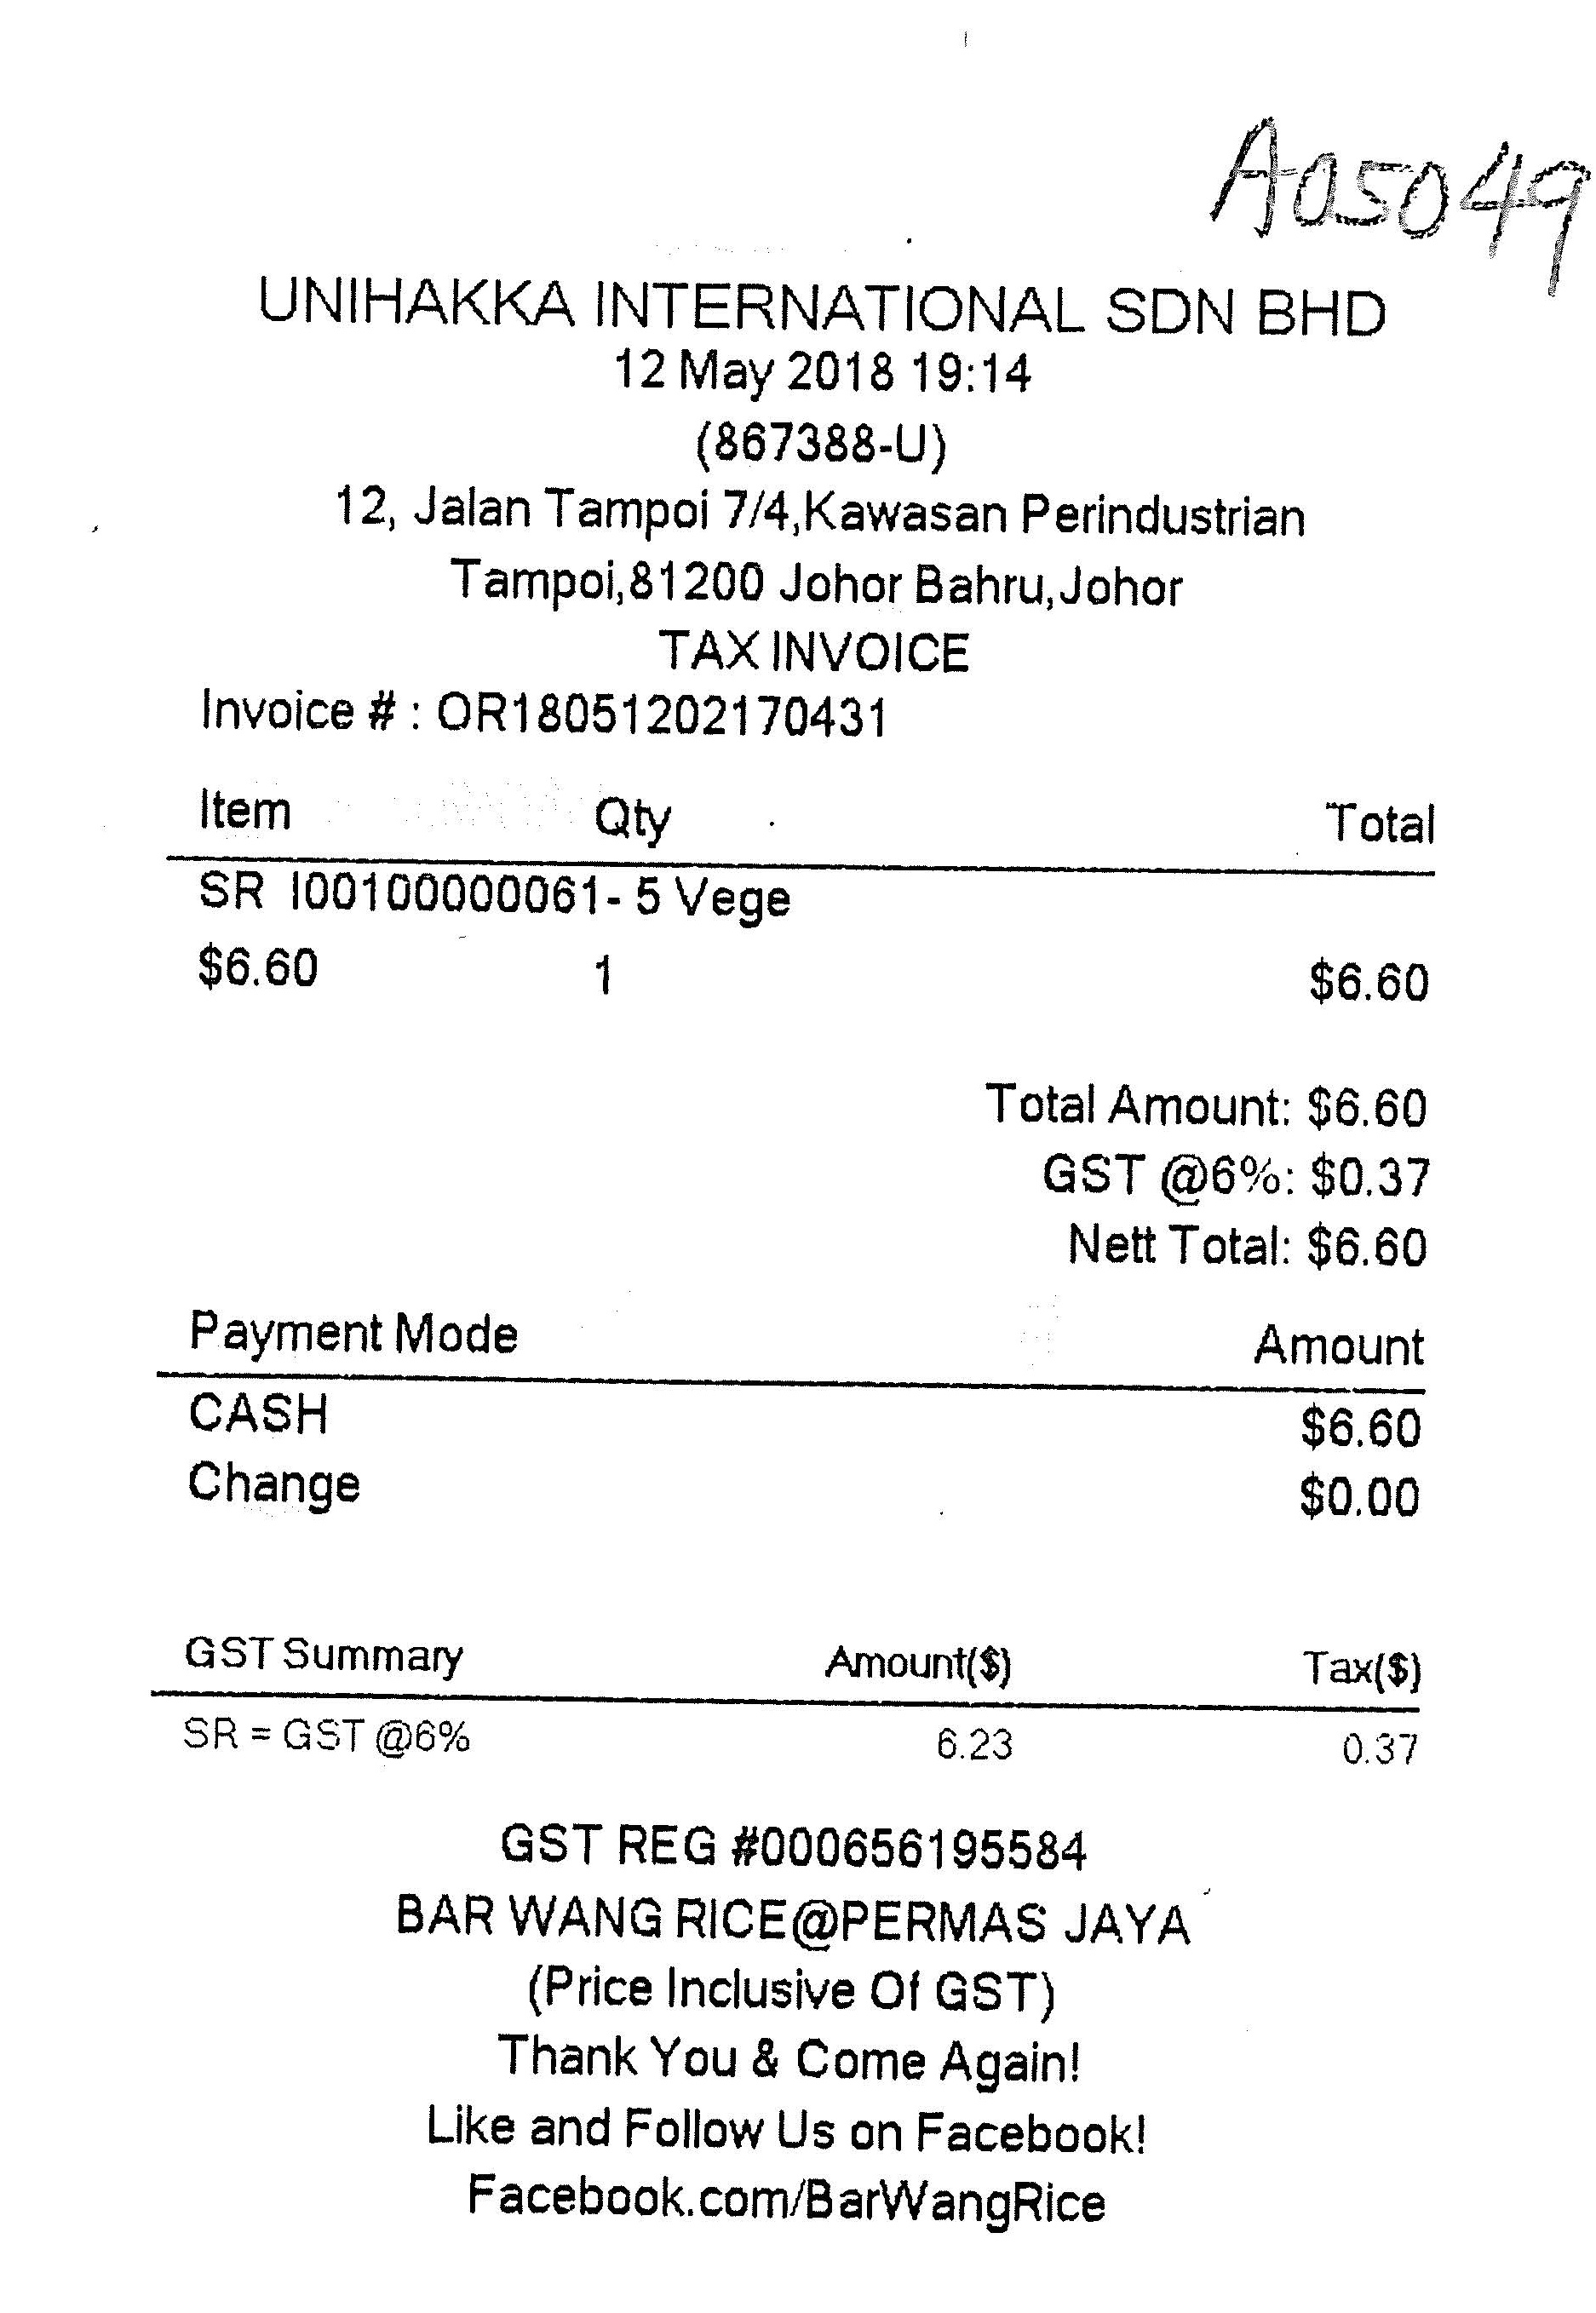 A05049
UNIHAKKA INTERNATIONAL SDN BHD
12 May 2018 19:14
(867388-U)
12, Jalan Tampoi 7/4,Kawasan Perindustrian
Tampoi,81200 Johor Bahru,Johor
TAX INVOICE
Invoice # : OR18051202170431
Item Qty Total
SR I00100000061- 5 Vege
$6.60 1 $6.60
Total Amount: $6.60
GST @6%: $0.37
Nett Total: $6.60
Payment Mode Amount
CASH $6.60
Change $0.00
GST Summary Amount($) Tax($)
SR = GST @6% 6.23 0.37
GST REG #000656195584
BAR WANG RICE@PERMAS JAYA
(Price Inclusive Of GST)
Thank You & Come Again!
Like and Follow Us on Facebook!
Facebook.com/BarWangRice